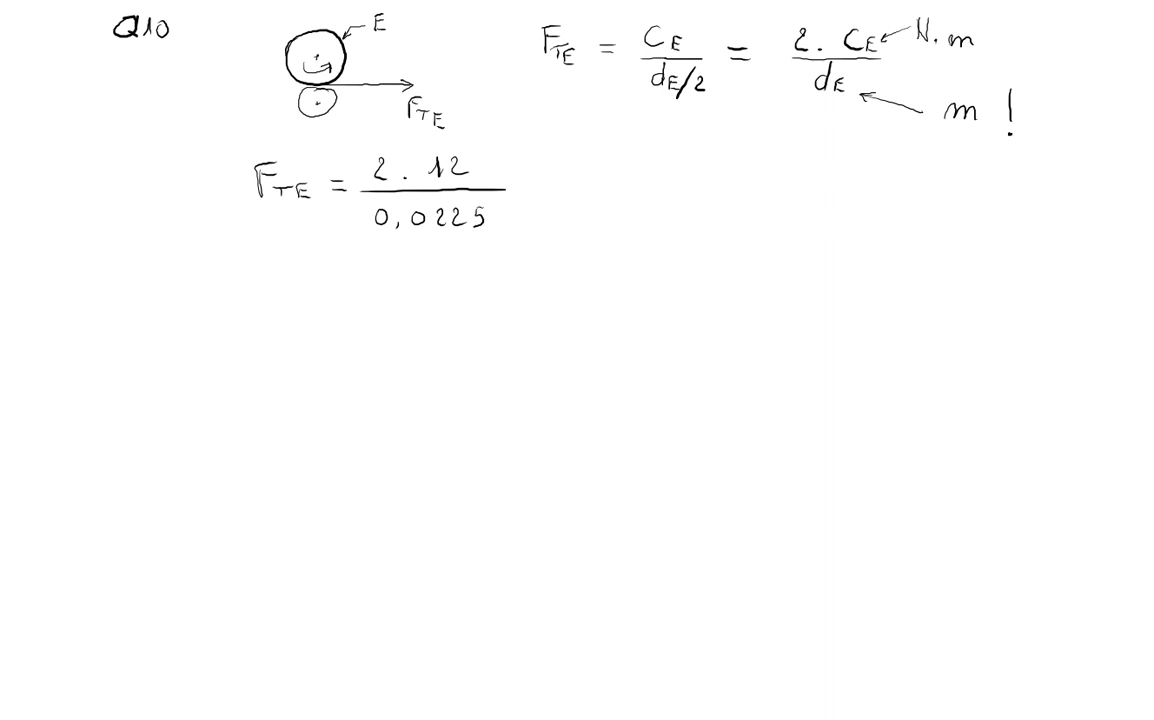 Q10
E
F_TE
F_TE = C_E / (d_E/2) = 2 . C_E / d_E
N.m
m !
F_TE = 2 . 12 / 0,0225